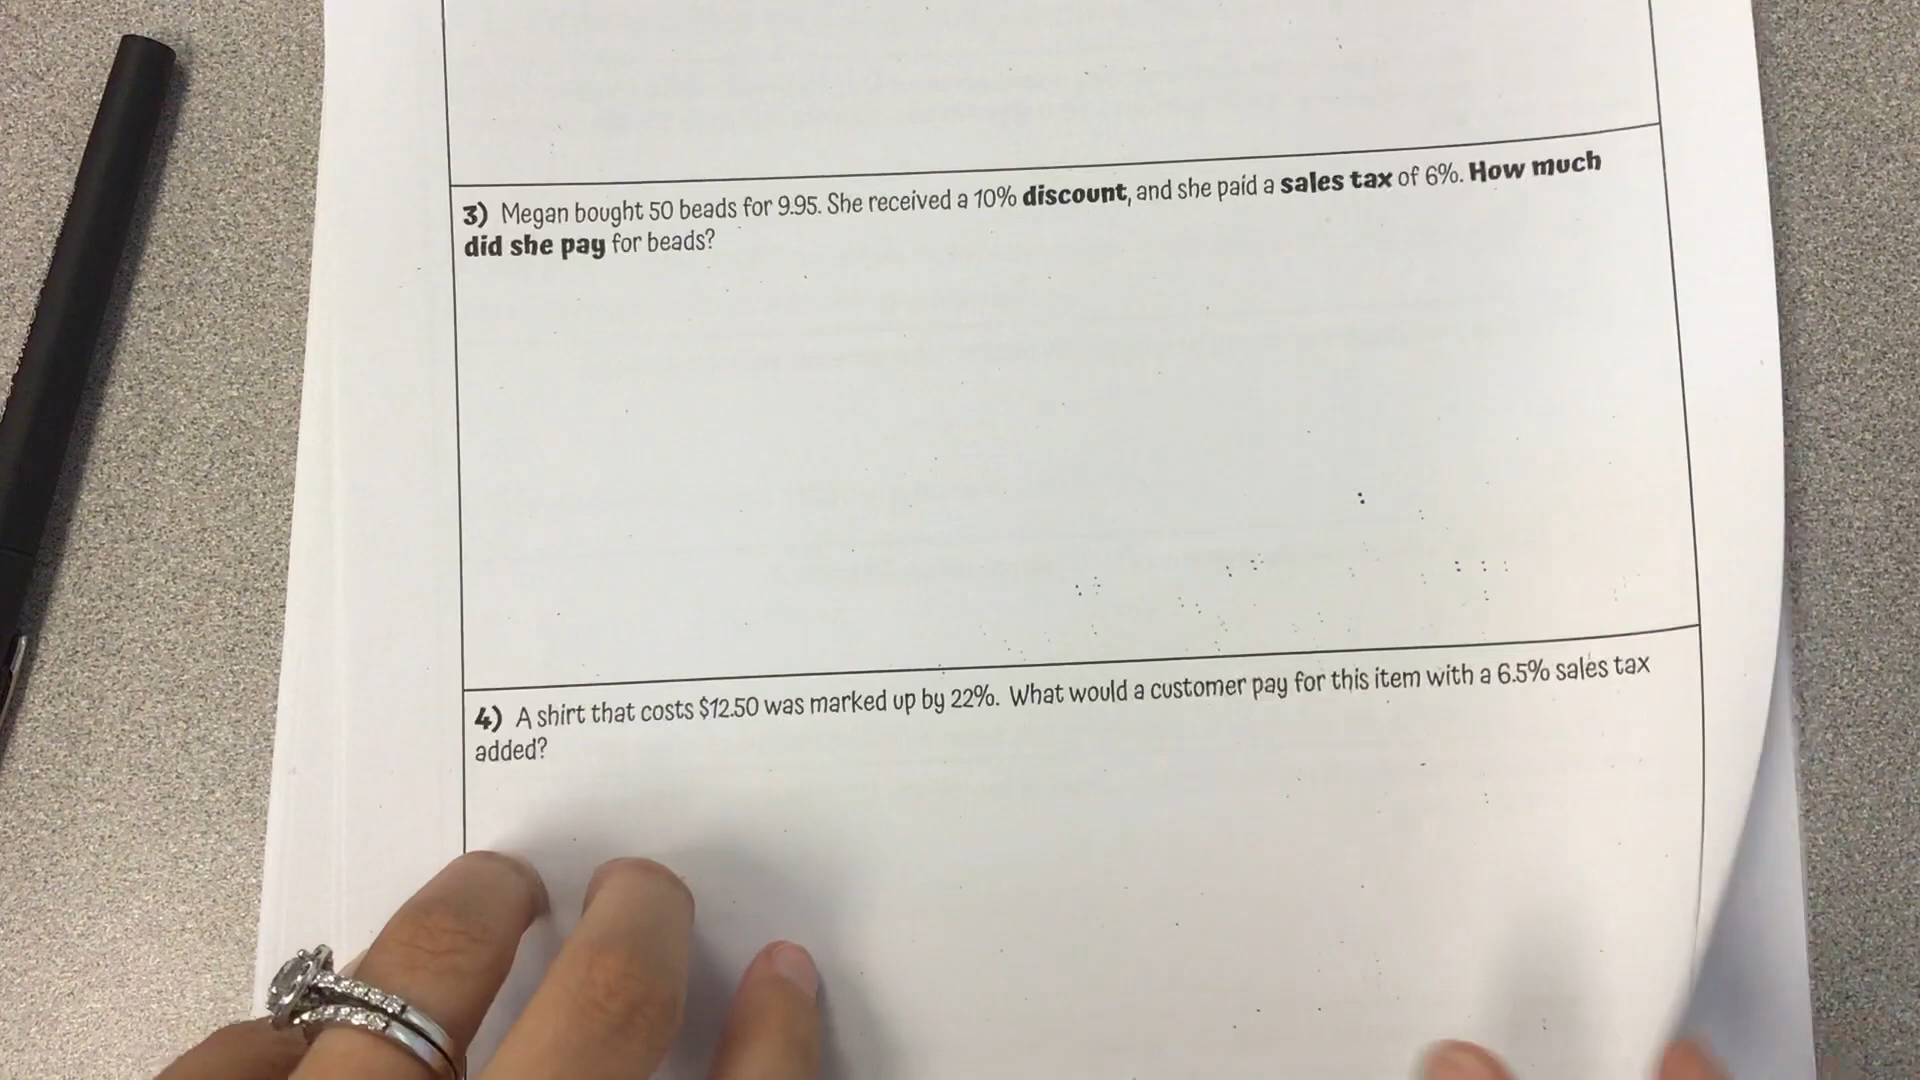 3) Megan bought 50 beads for 9.95. She received a 10% discount, and she paid a sales tax of 6%. How much
did she pay for beads?
4) A shirt that costs $12.50 was marked up by 22%. What would a customer pay for this item with a 6.5% sales tax
added?